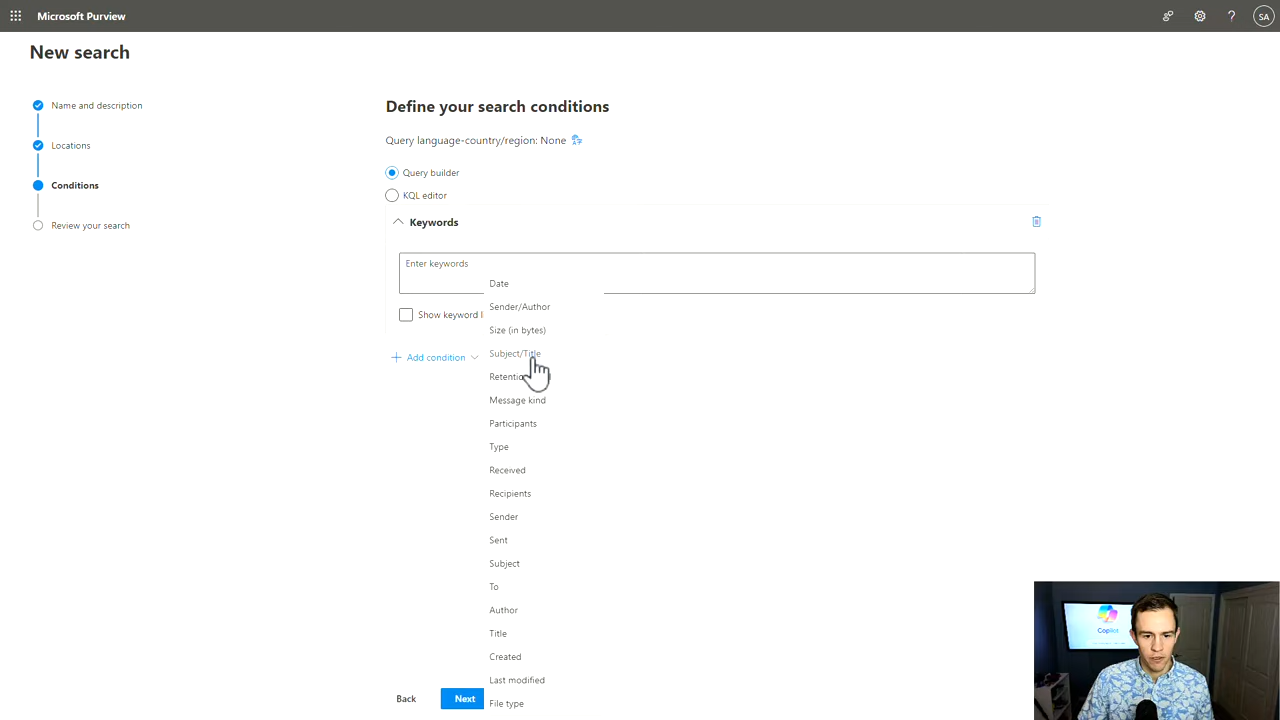 Microsoft Purview
SA
New search
Name and description
Locations
Conditions
Review your search
Define your search conditions
Query language-country/region: None
Query builder
KQL editor
Keywords
Enter keywords
Show keyword l
Add condition
Date
Sender/Author
Size (in bytes)
Subject/Title
Retentio
Message kind
Participants
Type
Received
Recipients
Sender
Sent
Subject
To
Author
Title
Created
Last modified
File type
Back
Next
Copilot